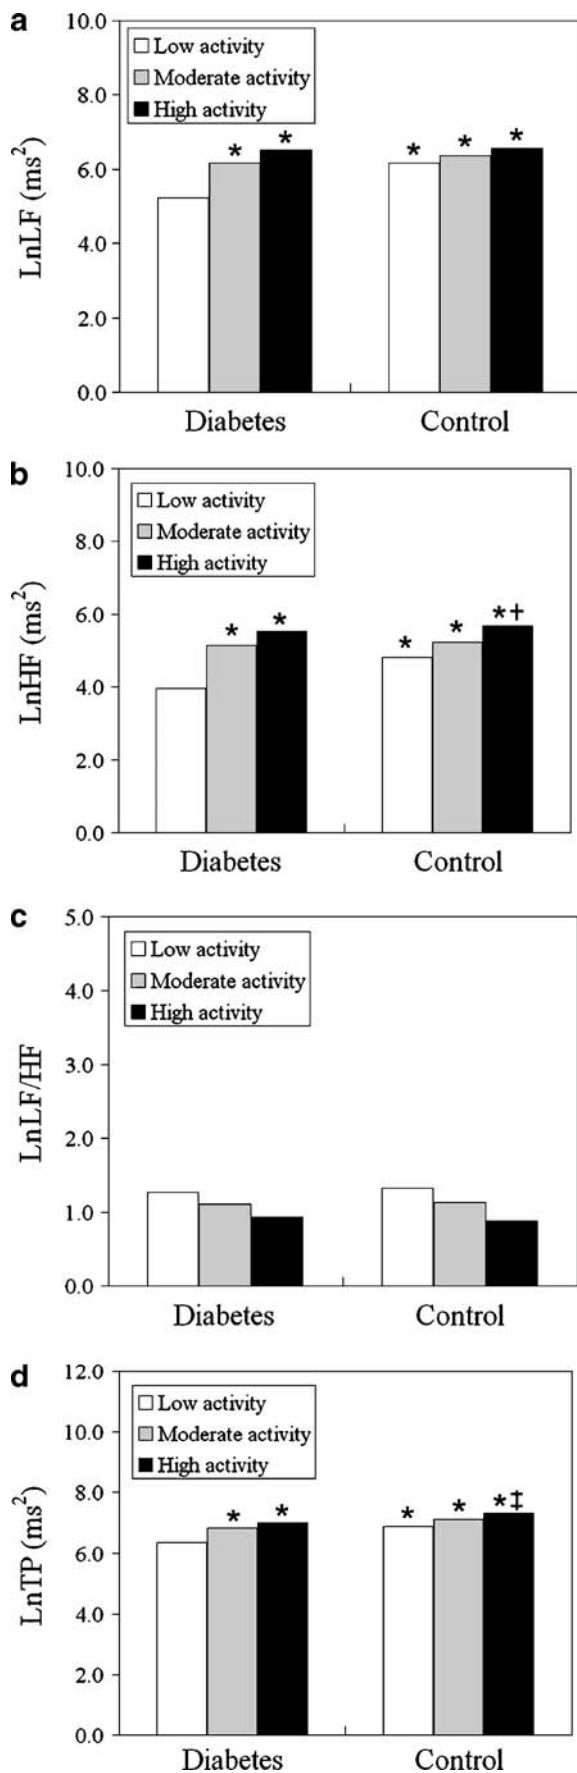 a
10.0
Low activity
Moderate activity
High activity
8.0
6.0
4.0
2.0
0.0
LnLF (ms²)
* * * * *
Diabetes Control
b
10.0
Low activity
Moderate activity
High activity
8.0
6.0
4.0
2.0
0.0
LnHF (ms²)
* * * * *†
Diabetes Control
c
5.0
Low activity
Moderate activity
High activity
4.0
3.0
2.0
1.0
0.0
LnLF/HF
Diabetes Control
d
12.0
Low activity
Moderate activity
High activity
10.0
8.0
6.0
4.0
2.0
0.0
LnTP (ms²)
* * * * *‡
Diabetes Control